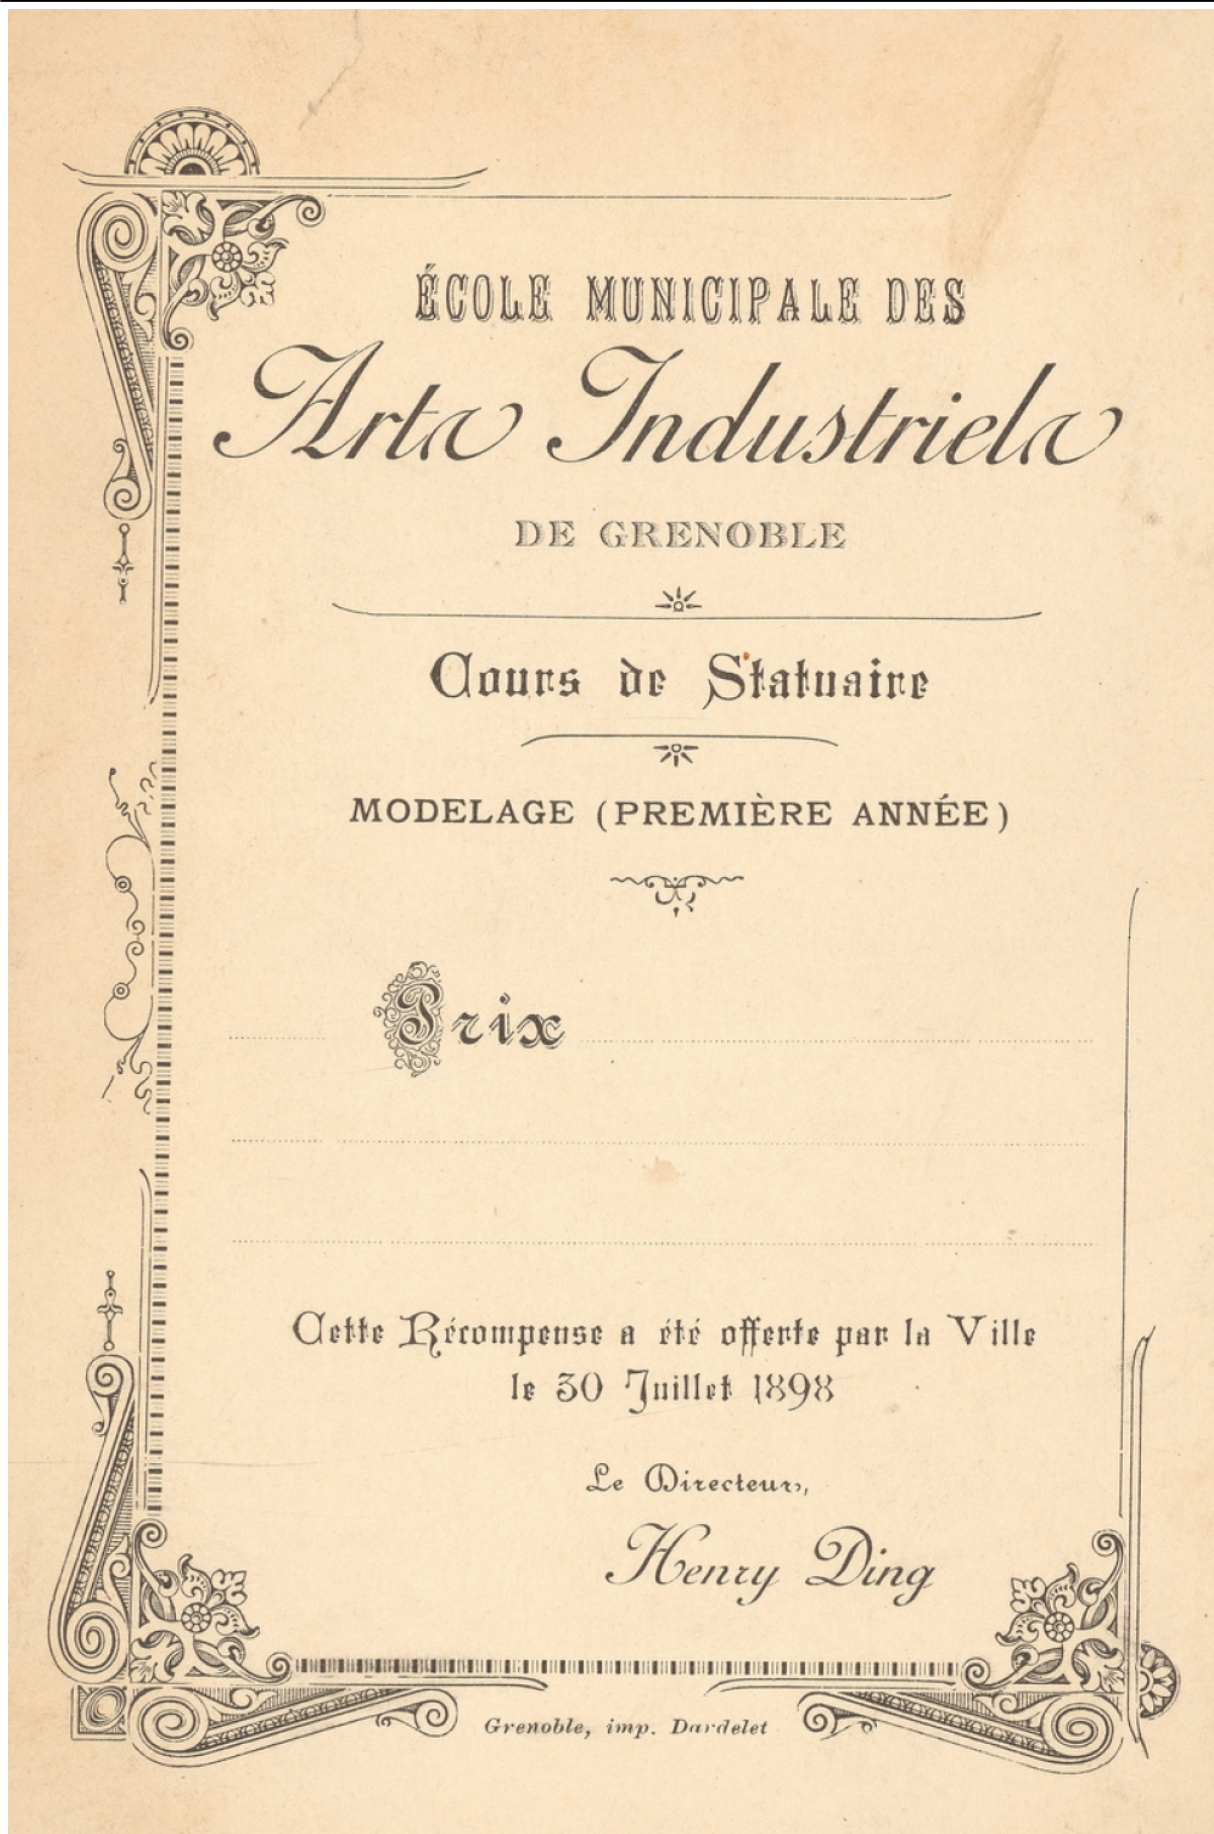 ÉCOLE MUNICIPALE DES
Arts Industriels
DE GRENOBLE
Cours de Statuaire
MODELAGE (PREMIÈRE ANNÉE)
Prix
Cette Récompense a été offerte par la Ville
le 30 Juillet 1898
Le Directeur,
Henry Ding
Grenoble, imp. Dardelet